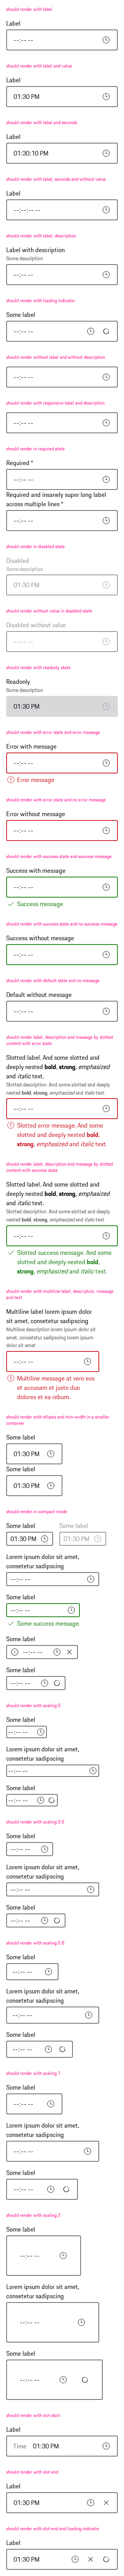 should render with label
Label
--:-- --
should render with label and value
Label
01:30 PM
should render with label and seconds
Label
01:30:10 PM
should render with label, seconds and without value
Label
--:--:-- --
should render with label, description
Label with description
Some description
--:-- --
should render with loading indicator
Some label
--:-- --
should render without label and without description
--:-- --
should render with responsive label and description
--:-- --
should render in required state
Required *
--:-- --
Required and insanely super long label
across multiple lines *
--:-- --
should render in disabled state
Disabled
Some description
01:30 PM
should render without value in disabled state
Disabled without value
--:-- --
should render with readonly state
Readonly
Some description
01:30 PM
should render with error state and error message
Error with message
--:-- --
Error message
should render with error state and no error message
Error without message
--:-- --
should render with success state and success message
Success with message
--:-- --
Success message
should render with success state and no success message
Success without message
--:-- --
should render with default state and no message
Default without message
--:-- --
should render label, description and message by slotted
content with error state
Slotted label. And some slotted and
deeply nested bold, strong, emphasized
and italic text.
Slotted description. And some slotted and deeply
nested bold, strong, emphasized and italic text.
--:-- --
Slotted error message. And some
slotted and deeply nested bold,
strong, emphasized and italic text.
should render label, description and message by slotted
content with success state
Slotted label. And some slotted and
deeply nested bold, strong, emphasized
and italic text.
Slotted description. And some slotted and deeply
nested bold, strong, emphasized and italic text.
--:-- --
Slotted success message. And some
slotted and deeply nested bold,
strong, emphasized and italic text.
should render with multiline label, description, message
and text
Multiline label lorem ipsum dolor
sit amet, consetetur sadipscing
Multiline description lorem ipsum dolor sit
amet, consetetur sadipscing lorem ipsum
dolor sit amet
--:-- --
Multiline message at vero eos
et accusam et justo duo
dolores et ea rebum.
should render with ellipsis and min-width in a smaller
container
Some label
01:30 PM
Some label
01:30 PM
should render in compact mode
Some label Some label
01:30 PM 01:30 PM
Lorem ipsum dolor sit amet,
consetetur sadipscing
--:-- --
Some label
--:-- --
Some success message.
Some label
--:-- --
Some label
--:-- --
should render with scaling 0
Some label
--:-- --
Lorem ipsum dolor sit amet,
consetetur sadipscing
--:-- --
Some label
--:-- --
should render with scaling 0.5
Some label
--:-- --
Lorem ipsum dolor sit amet,
consetetur sadipscing
--:-- --
Some label
--:-- --
should render with scaling 0.8
Some label
--:-- --
Lorem ipsum dolor sit amet,
consetetur sadipscing
--:-- --
Some label
--:-- --
should render with scaling 1
Some label
--:-- --
Lorem ipsum dolor sit amet,
consetetur sadipscing
--:-- --
Some label
--:-- --
should render with scaling 2
Some label
--:-- --
Lorem ipsum dolor sit amet,
consetetur sadipscing
--:-- --
Some label
--:-- --
should render with slot start
Label
Time 01:30 PM
should render with slot end
Label
01:30 PM
should render with slot end and loading indicator
Label
01:30 PM